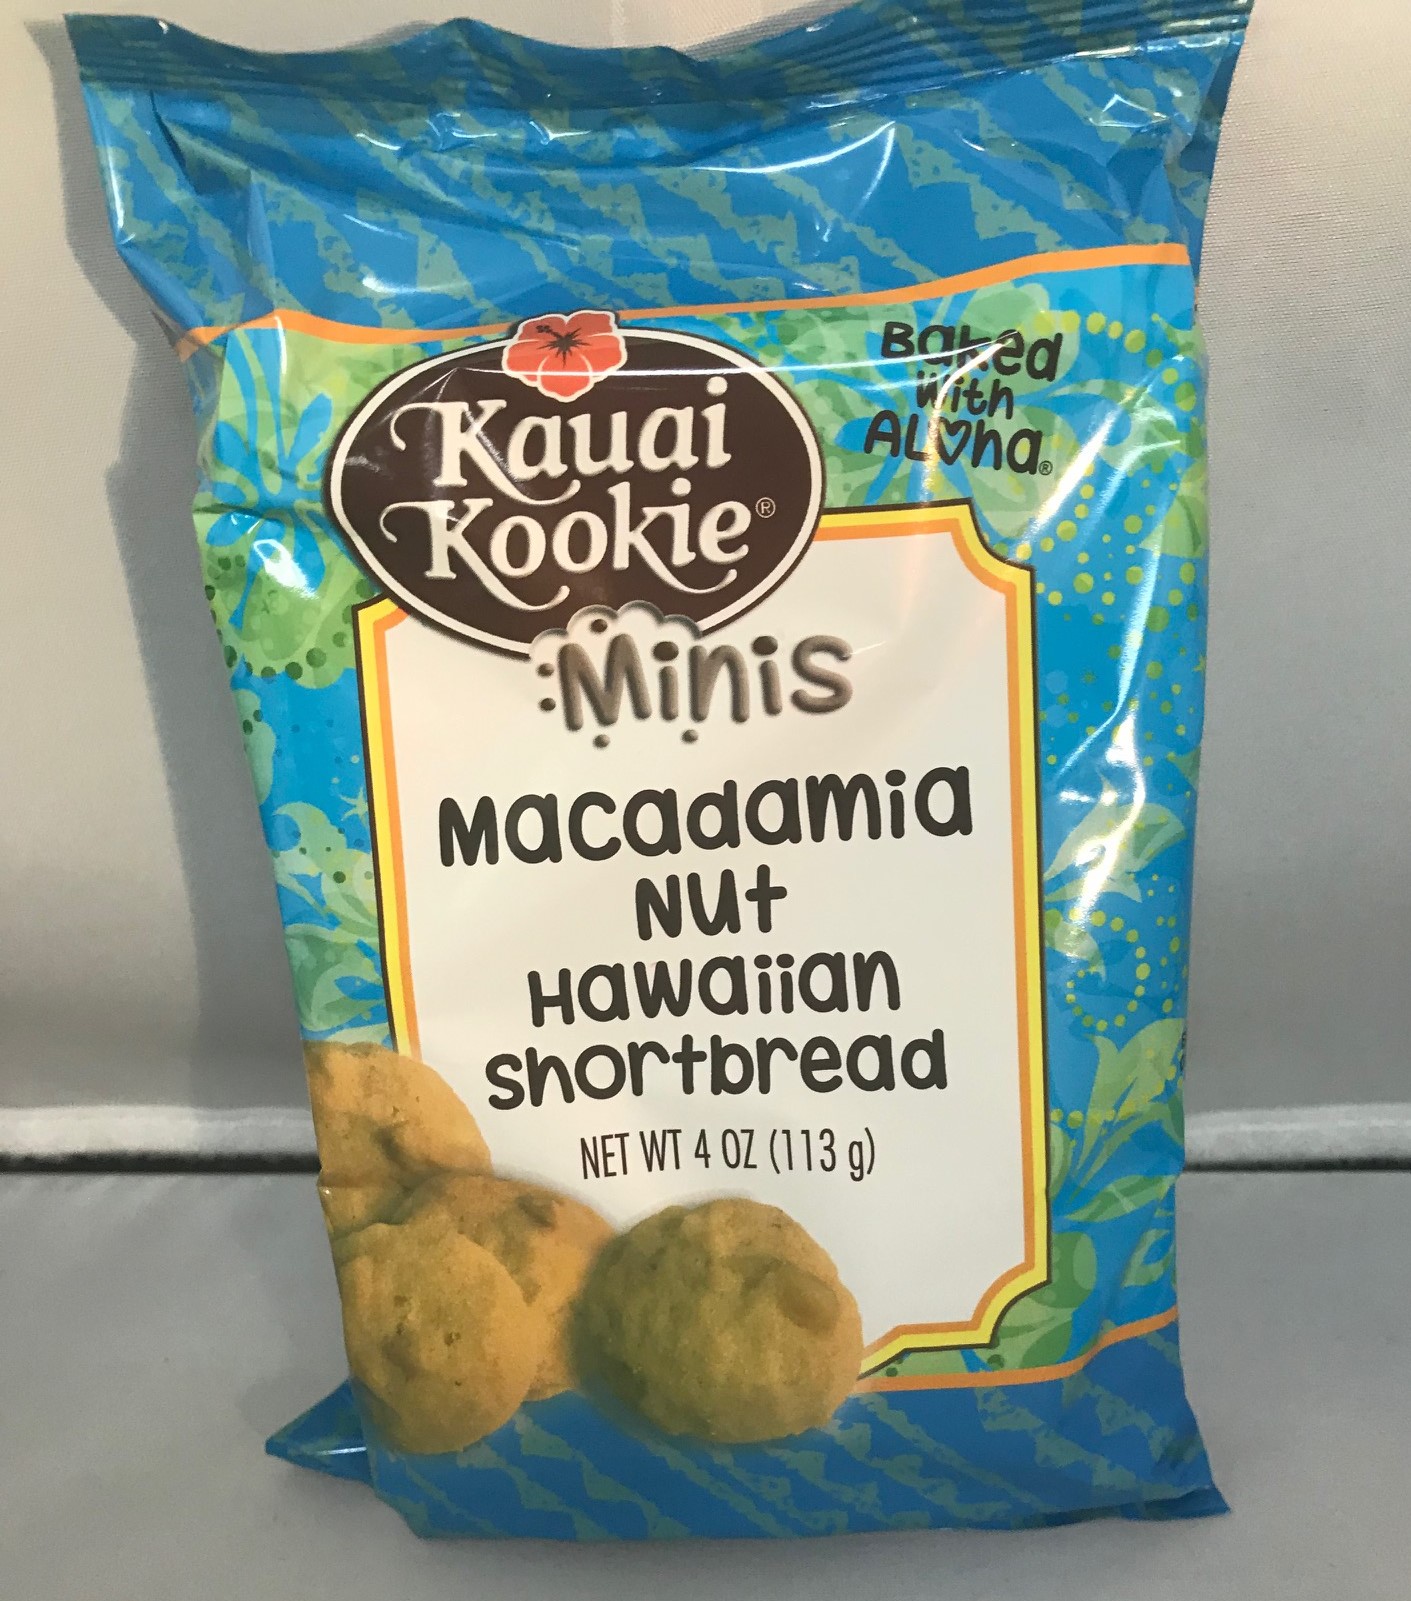 Kauai
Kookie®
Baked
with
ALOha®
Minis
Macadamia
Nut
Hawaiian
Shortbread
NET WT 4 OZ (113 g)